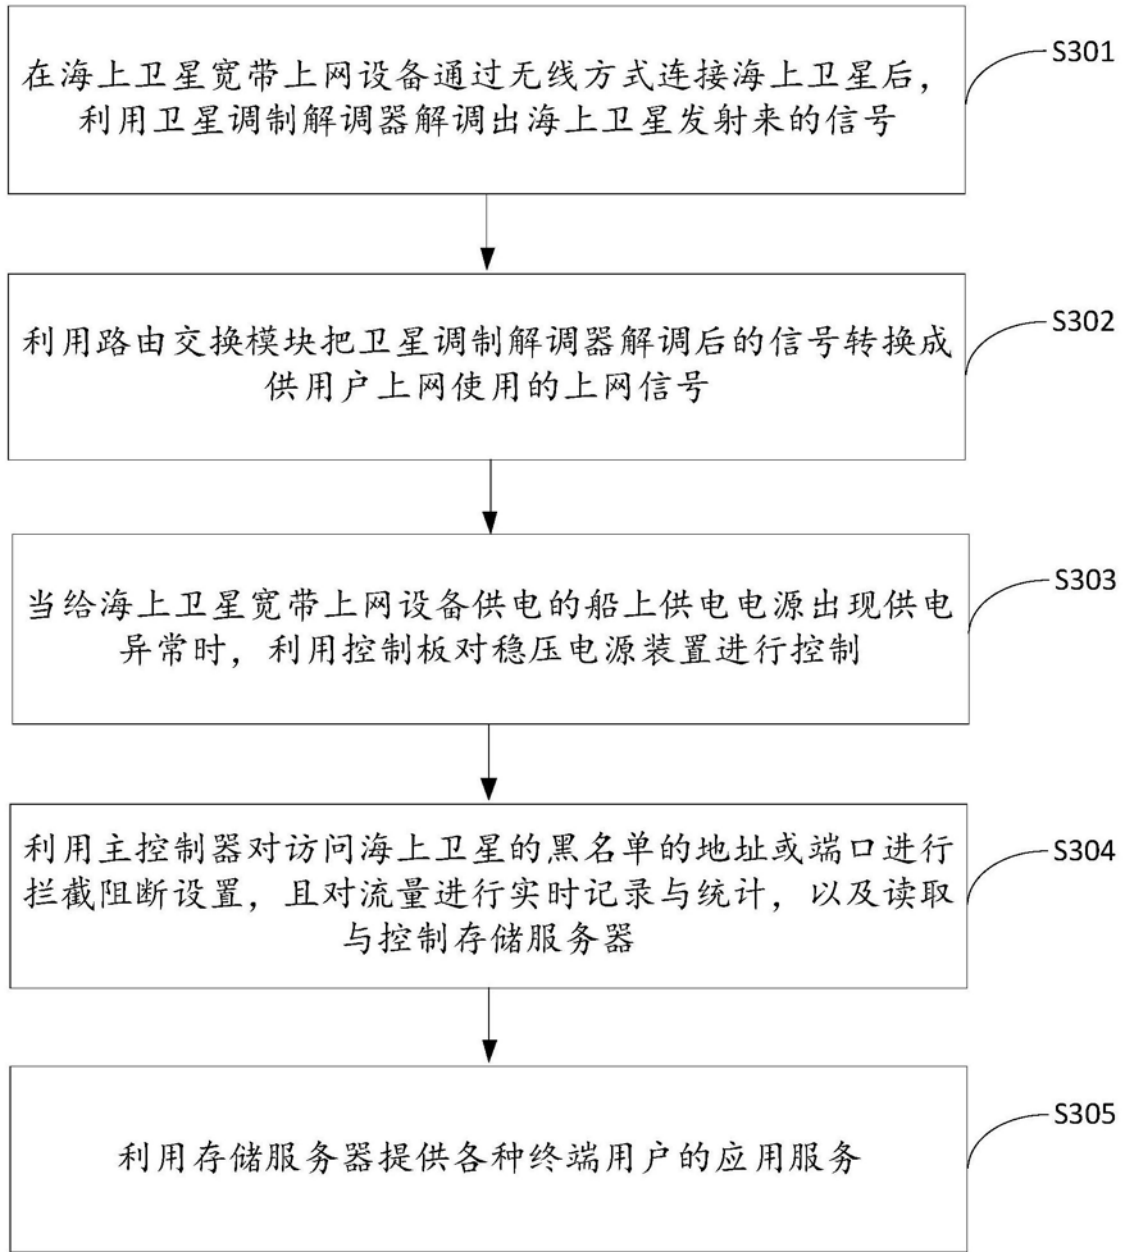 在海上卫星宽带上网设备通过无线方式连接海上卫星后，
利用卫星调制解调器解调出海上卫星发射来的信号
S301
利用路由交换模块把卫星调制解调器解调后的信号转换成
供用户上网使用的上网信号
S302
当给海上卫星宽带上网设备供电的船上供电电源出现供电
异常时，利用控制板对稳压电源装置进行控制
S303
利用主控制器对访问海上卫星的黑名单的地址或端口进行
拦截阻断设置，且对流量进行实时记录与统计，以及读取
与控制存储服务器
S304
利用存储服务器提供各种终端用户的应用服务
S305